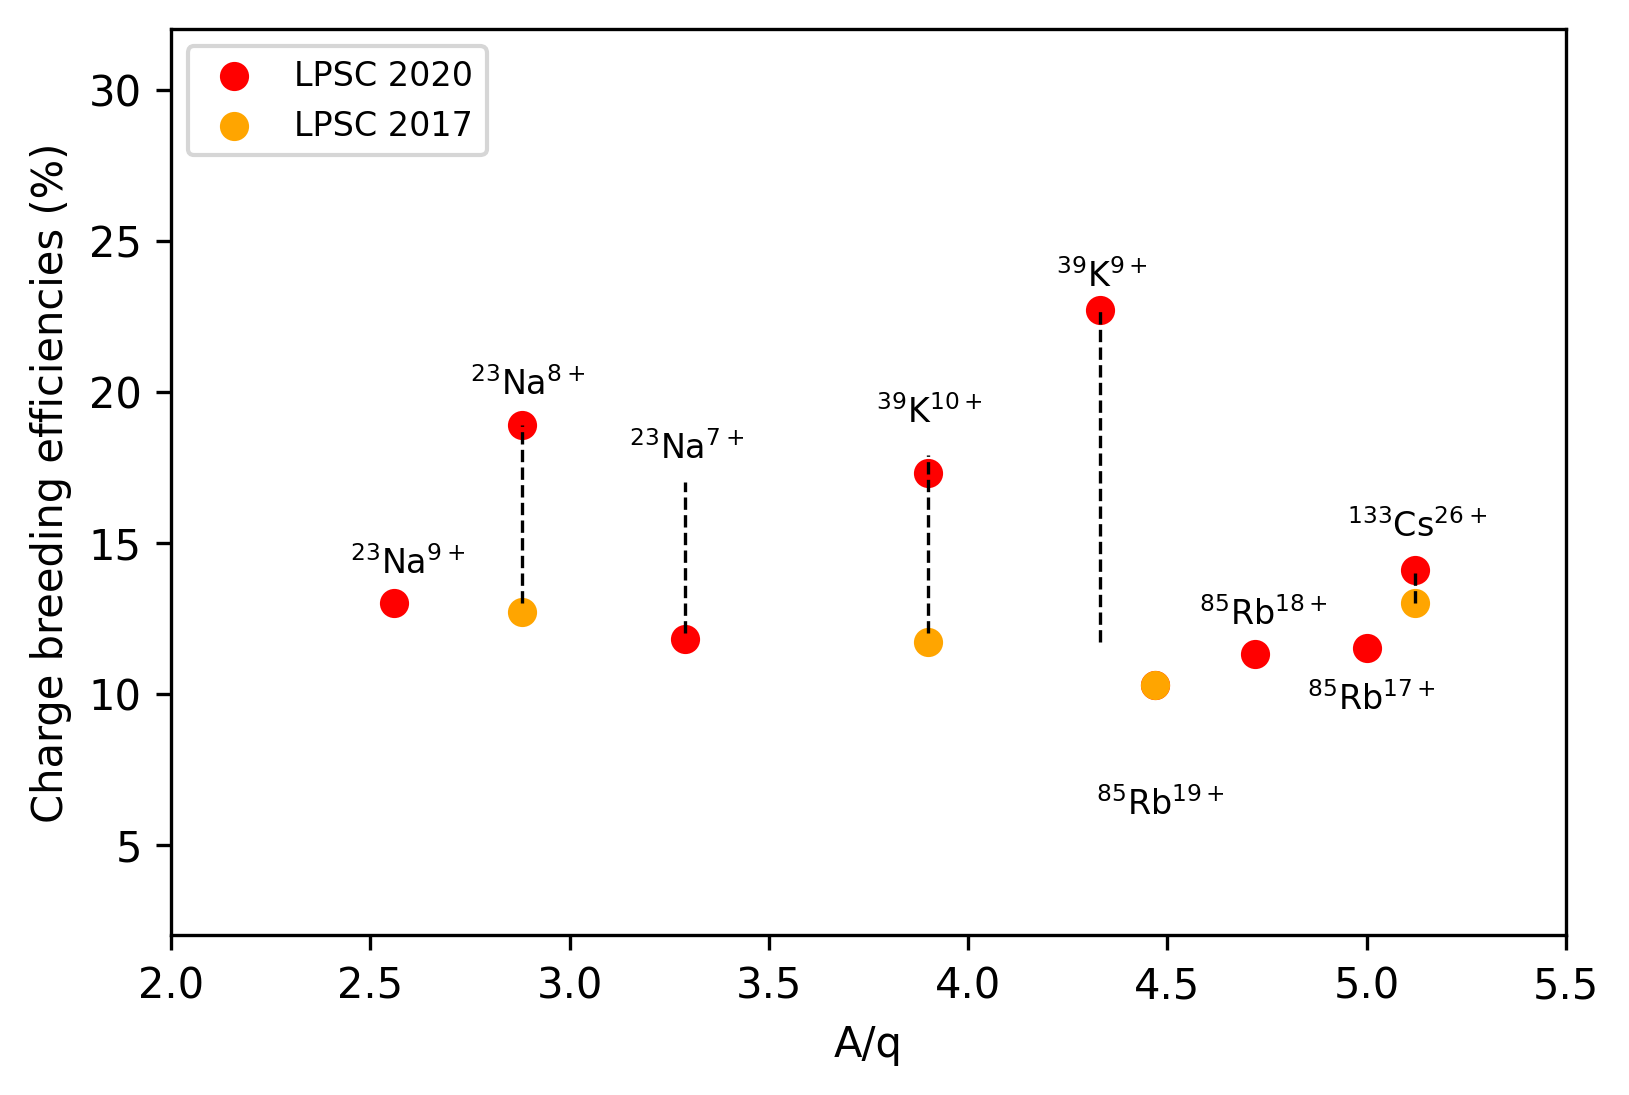 LPSC 2020
LPSC 2017
Charge breeding efficiencies (%)
30
25
20
15
10
5
³⁹K⁹⁺
²³Na⁸⁺
³⁹K¹⁰⁺
²³Na⁷⁺
¹³³Cs²⁶⁺
²³Na⁹⁺
⁸⁵Rb¹⁸⁺
⁸⁵Rb¹⁷⁺
⁸⁵Rb¹⁹⁺
2.0 2.5 3.0 3.5 4.0 4.5 5.0 5.5
A/q